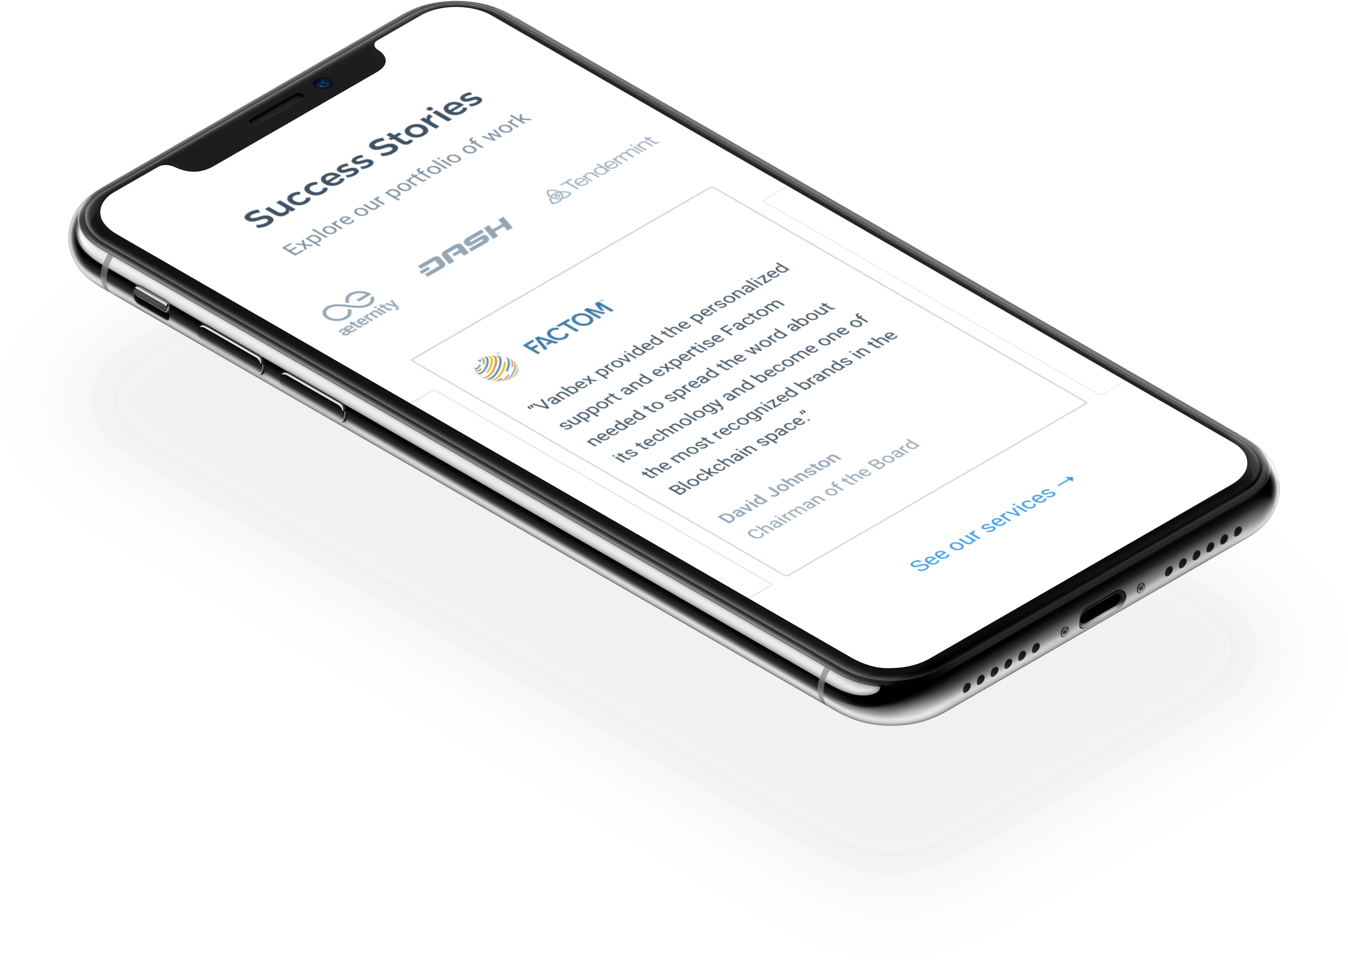 Success Stories
Explore our portfolio of work
æternity
DASH
Tendermint
FACTOM
"Vanbex provided the personalized
support and expertise Factom
needed to spread the word about
its technology and become one of
the most recognized brands in the
Blockchain space."
David Johnston
Chairman of the Board
See our services →